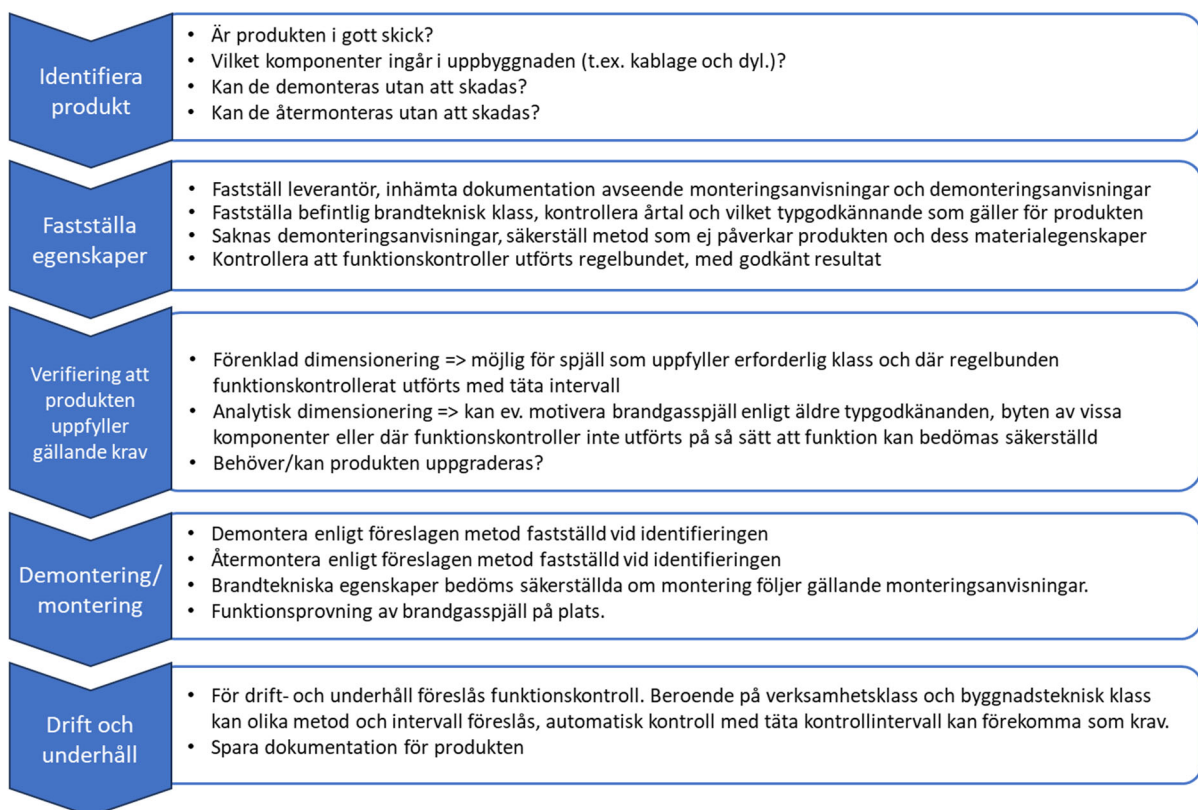 Identifiera
produkt
• Är produkten i gott skick?
• Vilket komponenter ingår i uppbyggnaden (t.ex. kablage och dyl.)?
• Kan de demonteras utan att skadas?
• Kan de återmonteras utan att skadas?
Fastställa
egenskaper
• Fastställ leverantör, inhämta dokumentation avseende monteringsanvisningar och demonteringsanvisningar
• Fastställa befintlig brandteknisk klass, kontrollera årtal och vilket typgodkännande som gäller för produkten
• Saknas demonteringsanvisningar, säkerställ metod som ej påverkar produkten och dess materialegenskaper
• Kontrollera att funktionskontroller utförts regelbundet, med godkänt resultat
Verifiering att
produkten
uppfyller
gällande krav
• Förenklad dimensionering => möjlig för spjäll som uppfyller erforderlig klass och där regelbunden
funktionskontrollerat utförts med täta intervall
• Analytisk dimensionering => kan ev. motivera brandgasspjäll enligt äldre typgodkänanden, byten av vissa
komponenter eller där funktionskontroller inte utförts på så sätt att funktion kan bedömas säkerställd
• Behöver/kan produkten uppgraderas?
Demontering/
montering
• Demontera enligt föreslagen metod fastställd vid identifieringen
• Återmontera enligt föreslagen metod fastställd vid identifieringen
• Brandtekniska egenskaper bedöms säkerställda om montering följer gällande monteringsanvisningar.
• Funktionsprovning av brandgasspjäll på plats.
Drift och
underhåll
• För drift- och underhåll föreslås funktionskontroll. Beroende på verksamhetsklass och byggnadsteknisk klass
kan olika metod och intervall föreslås, automatisk kontroll med täta kontrollintervall kan förekomma som krav.
• Spara dokumentation för produkten